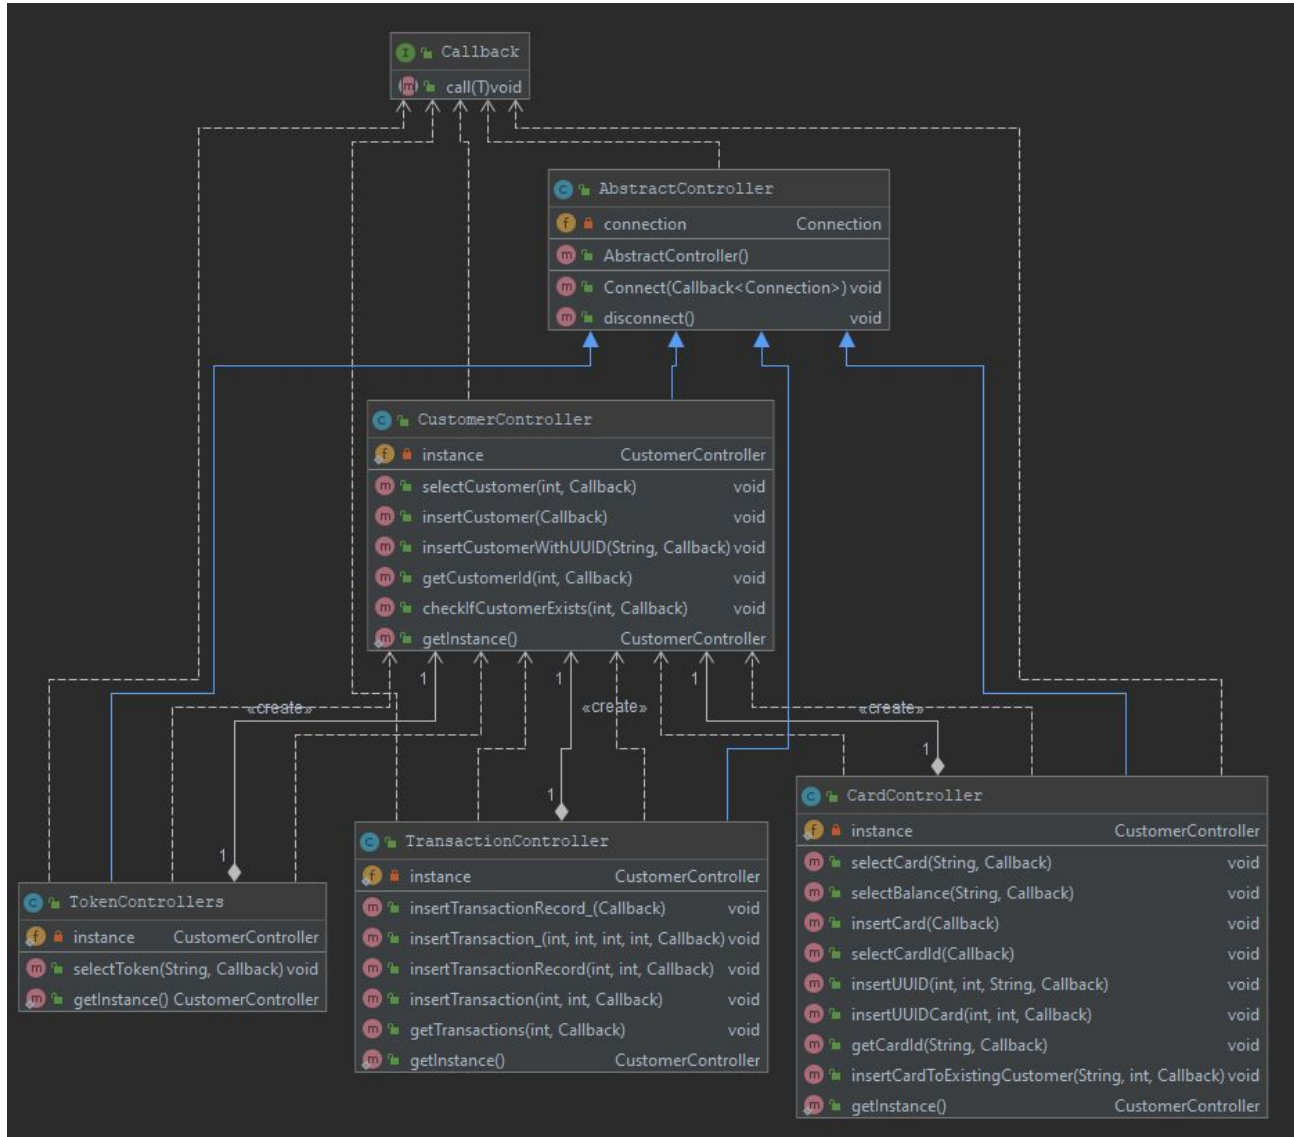 Callback
call(T)void
AbstractController
connection Connection
AbstractController()
Connect(Callback<Connection>) void
disconnect() void
CustomerController
instance CustomerController
selectCustomer(int, Callback) void
insertCustomer(Callback) void
insertCustomerWithUUID(String, Callback) void
getCustomerId(int, Callback) void
checkIfCustomerExists(int, Callback) void
getInstance() CustomerController
1 1 1
«create» «create» «create»
1
1
1
CardController
instance CustomerController
selectCard(String, Callback) void
selectBalance(String, Callback) void
insertCard(Callback) void
selectCardId(Callback) void
insertUUID(int, int, String, Callback) void
insertUUIDCard(int, int, Callback) void
getCardId(String, Callback) void
insertCardToExistingCustomer(String, int, Callback) void
getInstance() CustomerController
TransactionController
instance CustomerController
insertTransactionRecord_(Callback) void
insertTransaction_(int, int, int, int, Callback) void
insertTransactionRecord(int, int, Callback) void
insertTransaction(int, int, Callback) void
getTransactions(int, Callback) void
getInstance() CustomerController
TokenControllers
instance CustomerController
selectToken(String, Callback) void
getInstance() CustomerController